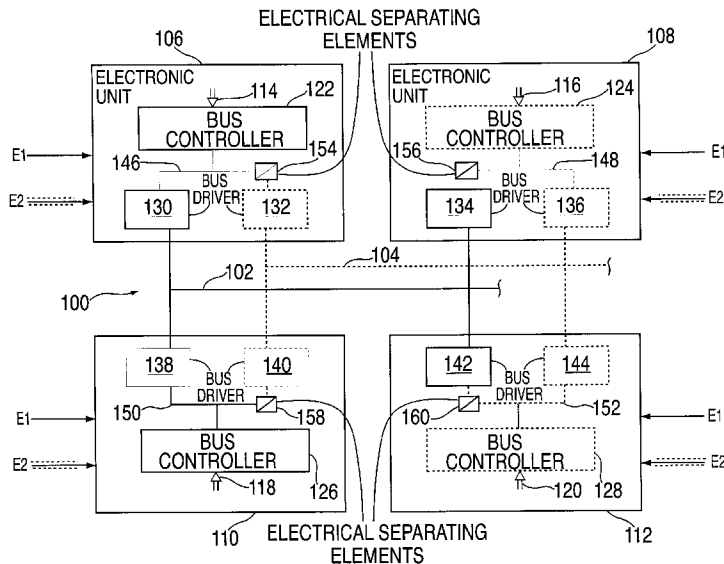 ELECTRICAL SEPARATING
ELEMENTS
106
108
ELECTRONIC
UNIT
114
122
BUS
CONTROLLER
ELECTRONIC
UNIT
116
124
BUS
CONTROLLER
E1
146
154
156
148
E1
BUS
DRIVER
BUS
DRIVER
E2
130
132
134
136
E2
104
102
100
138
140
142
144
BUS
DRIVER
BUS
DRIVER
E1
150
158
160
152
E1
BUS
CONTROLLER
BUS
CONTROLLER
E2
118
126
120
128
E2
110
112
ELECTRICAL SEPARATING
ELEMENTS